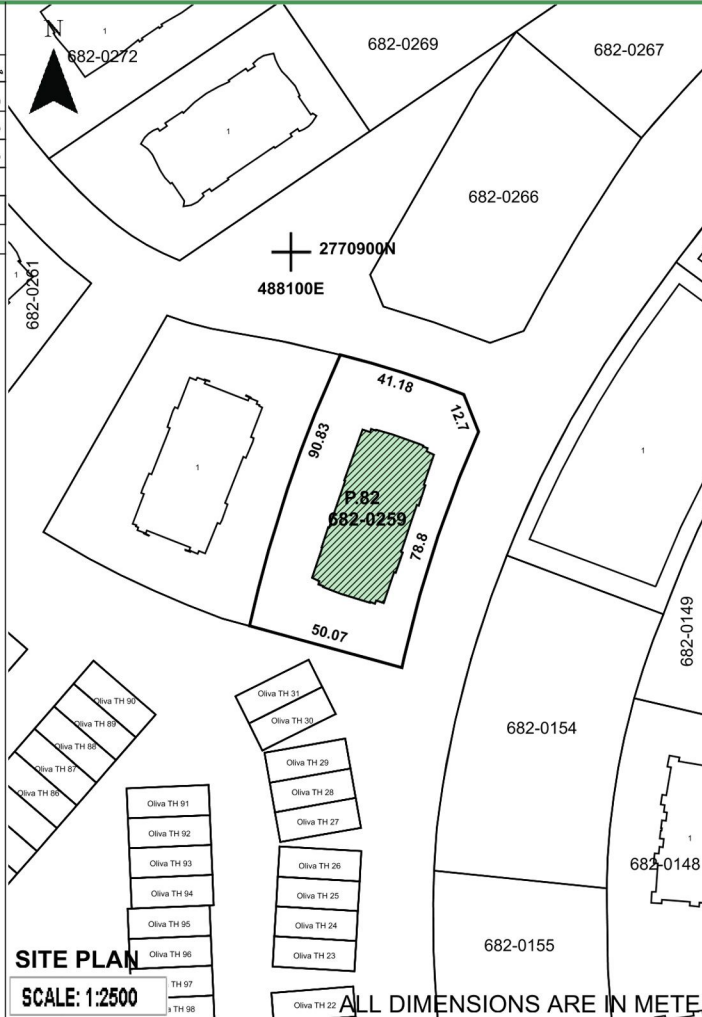 N
1
682-0272
682-0269
682-0267
1
682-0266
2770900N
488100E
1
682-0261
41.18
12.7
90.83
1
1
P.82
682-0259
78.8
50.07
682-0149
Oliva TH 31
Oliva TH 30
Oliva TH 90
Oliva TH 89
Oliva TH 88
Oliva TH 87
Oliva TH 86
682-0154
Oliva TH 29
Oliva TH 28
Oliva TH 27
Oliva TH 91
Oliva TH 92
Oliva TH 93
Oliva TH 94
Oliva TH 95
Oliva TH 96
TH 97
TH 98
Oliva TH 26
Oliva TH 25
Oliva TH 24
Oliva TH 23
Oliva TH 22
1
682-0148
682-0155
SITE PLAN
SCALE: 1:2500
ALL DIMENSIONS ARE IN METE